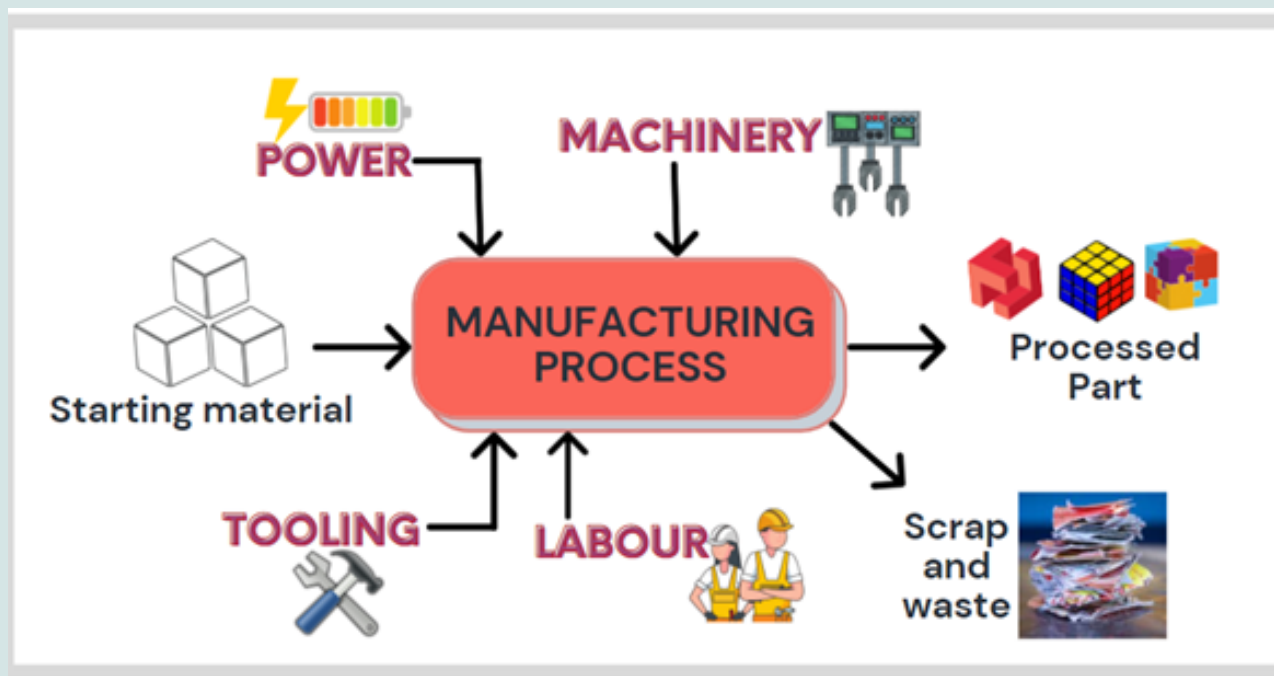 POWER
MACHINERY
MANUFACTURING
PROCESS
Starting material
Processed
Part
TOOLING
LABOUR
Scrap
and
waste